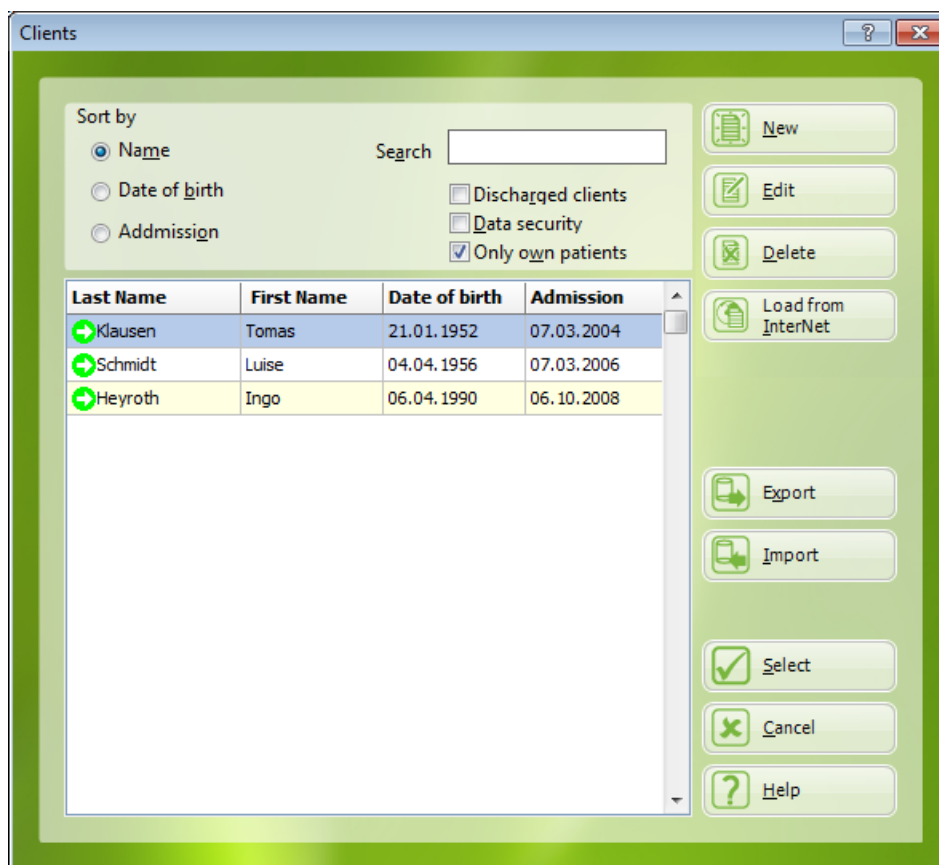 Clients
Sort by
Name
Search
Date of birth
Discharged clients
Addmission
Data security
Only own patients
Last Name First Name Date of birth Admission
Klausen Tomas 21.01.1952 07.03.2004
Schmidt Luise 04.04.1956 07.03.2006
Heyroth Ingo 06.04.1990 06.10.2008
New
Edit
Delete
Load from
InterNet
Export
Import
Select
Cancel
Help